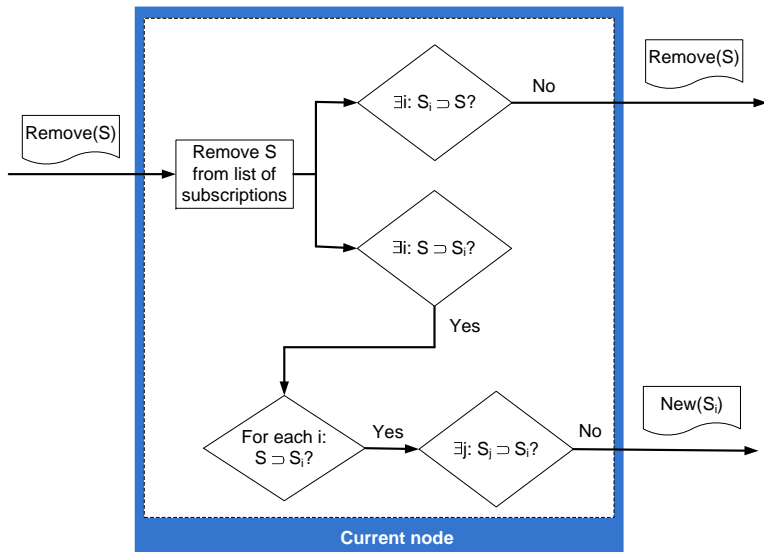 Remove(S)
Remove S
from list of
subscriptions
∃i: Sᵢ ⊃ S?
No
Remove(S)
∃i: S ⊃ Sᵢ?
Yes
For each i:
S ⊃ Sᵢ?
Yes
∃j: Sⱼ ⊃ Sᵢ?
No
New(Sᵢ)
Current node